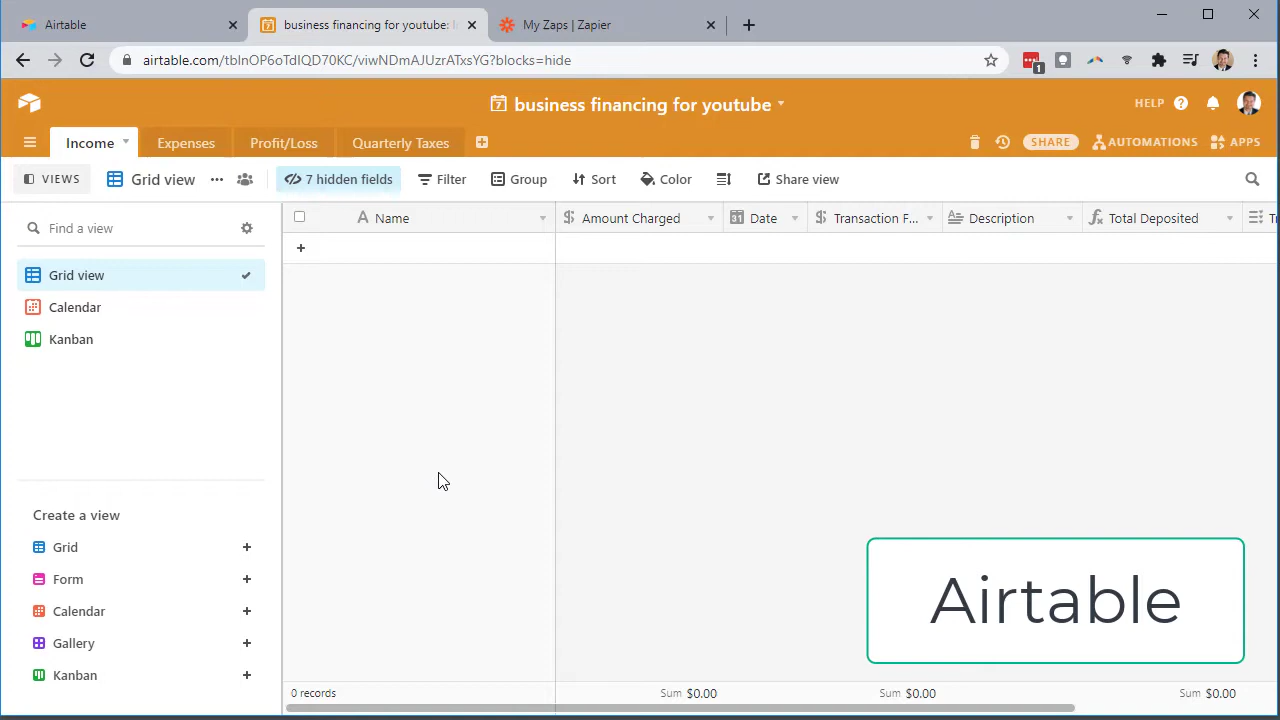 Airtable
business financing for youtube: I
My Zaps | Zapier
airtable.com/tblnOP6oTdIQD70KC/viwNDmAJUzrATxsYG?blocks=hide
1
7
business financing for youtube
HELP
Income
Expenses
Profit/Loss
Quarterly Taxes
SHARE
AUTOMATIONS
APPS
VIEWS
Grid view
7 hidden fields
Filter
Group
Sort
Color
Share view
Find a view
Name
Amount Charged
Date
Transaction F...
Description
Total Deposited
Grid view
Calendar
Kanban
Create a view
Grid
Form
Calendar
Gallery
Kanban
Airtable
0 records
Sum $0.00
Sum $0.00
Sum $0.00